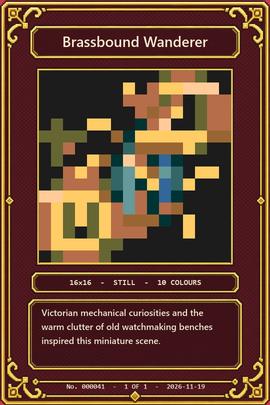 Brassbound Wanderer
16x16 - STILL - 10 COLOURS
Victorian mechanical curiosities and the
warm clutter of old watchmaking benches
inspired this miniature scene.
No. 000041 - 1 OF 1 - 2026-11-19